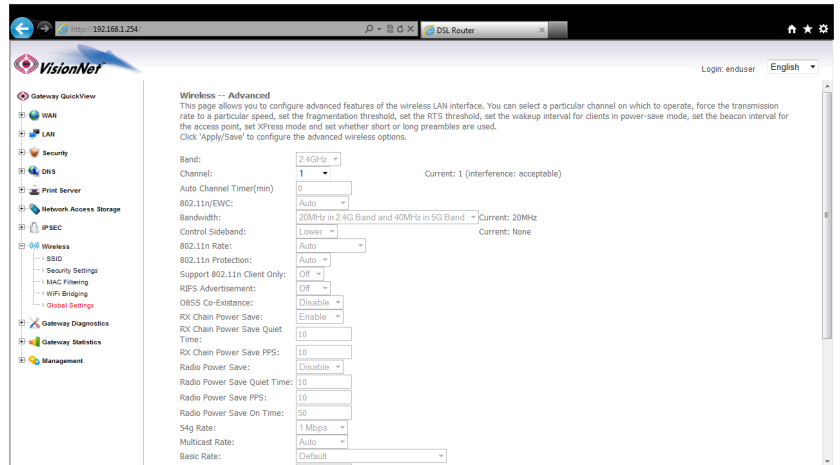 http://192.168.1.254/
DSL Router
VisionNet
Login: enduser
English
Gateway QuickView
WAN
LAN
Security
DNS
Print Server
Network Access Storage
IPSEC
Wireless
SSID
Security Settings
MAC Filtering
WiFi Bridging
Global Settings
Gateway Diagnostics
Gateway Statistics
Management
Wireless -- Advanced
This page allows you to configure advanced features of the wireless LAN interface. You can select a particular channel on which to operate, force the transmission
rate to a particular speed, set the fragmentation threshold, set the RTS threshold, set the wakeup interval for clients in power-save mode, set the beacon interval for
the access point, set XPress mode and set whether short or long preambles are used.
Click 'Apply/Save' to configure the advanced wireless options.
Band: 2.4GHz
Channel: 1 Current: 1 (interference: acceptable)
Auto Channel Timer(min) 0
802.11n/EWC: Auto
Bandwidth: 20MHz in 2.4G Band and 40MHz in 5G Band Current: 20MHz
Control Sideband: Lower Current: None
802.11n Rate: Auto
802.11n Protection: Auto
Support 802.11n Client Only: Off
RIFS Advertisement: Off
OBSS Co-Existance: Disable
RX Chain Power Save: Enable
RX Chain Power Save Quiet
Time: 10
RX Chain Power Save PPS: 10
Radio Power Save: Disable
Radio Power Save Quiet Time: 10
Radio Power Save PPS: 10
Radio Power Save On Time: 50
54g Rate: 1 Mbps
Multicast Rate: Auto
Basic Rate: Default